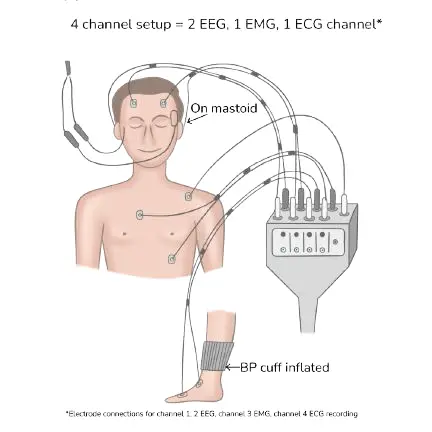 4 channel setup = 2 EEG, 1 EMG, 1 ECG channel*
On mastoid
BP cuff inflated
*Electrode connections for channel 1, 2 EEG, channel 3 EMG, channel 4 ECG recording